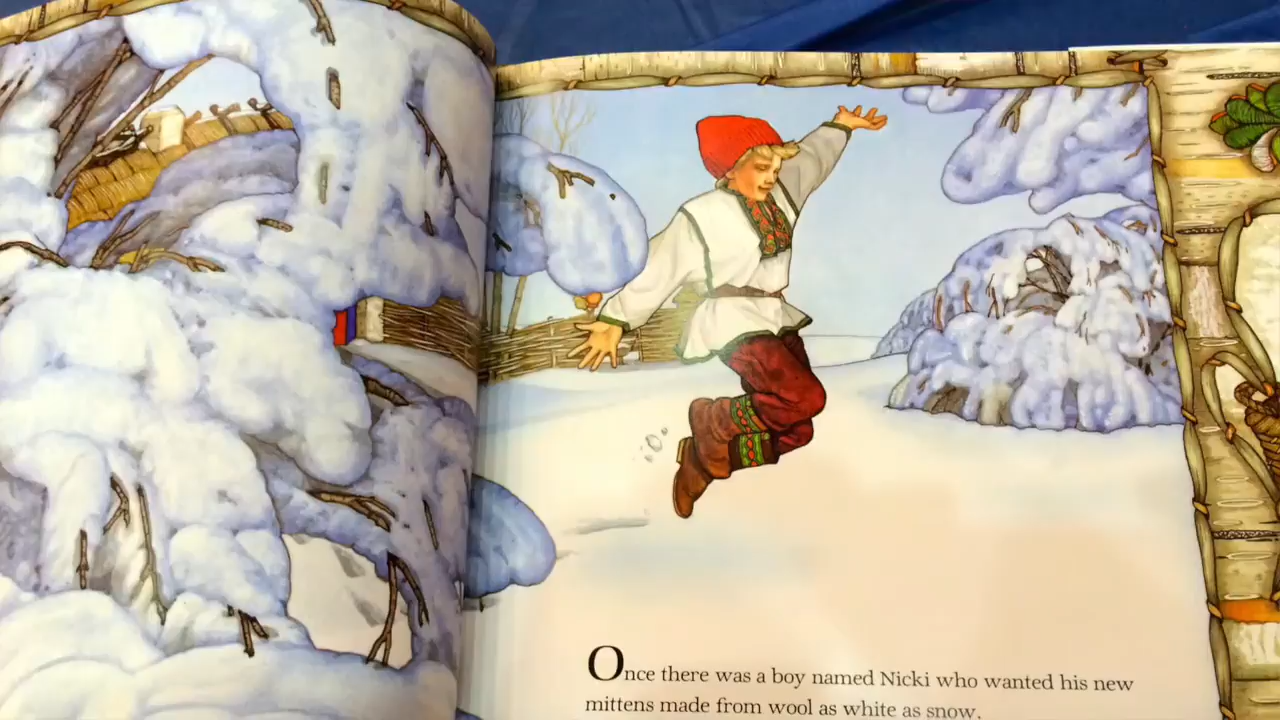 Once there was a boy named Nicki who wanted his new
mittens made from wool as white as snow.